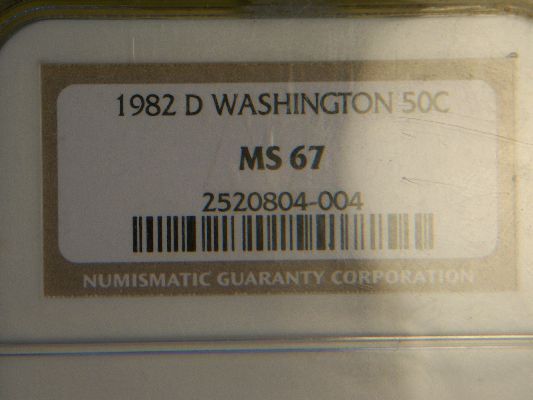 1982 D WASHINGTON 50C
MS 67
2520804-004
NUMISMATIC GUARANTY CORPORATION